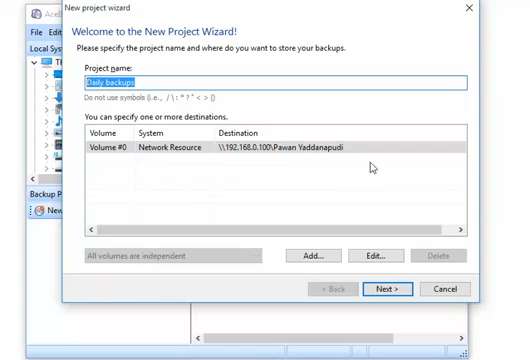 AceB
New project wizard
File
Edit
Local Sys
Th
Backup P
New
Welcome to the New Project Wizard!
Please specify the project name and where do you want to store your backups.
Project name:
Daily backups
Do not use symbols (i.e., / \ : * ? " < > |)
You can specify one or more destinations.
Volume System Destination
Volume #0 Network Resource \\192.168.0.100\Pawan Yaddanapudi
All volumes are independent
Add... Edit... Delete
< Back Next > Cancel